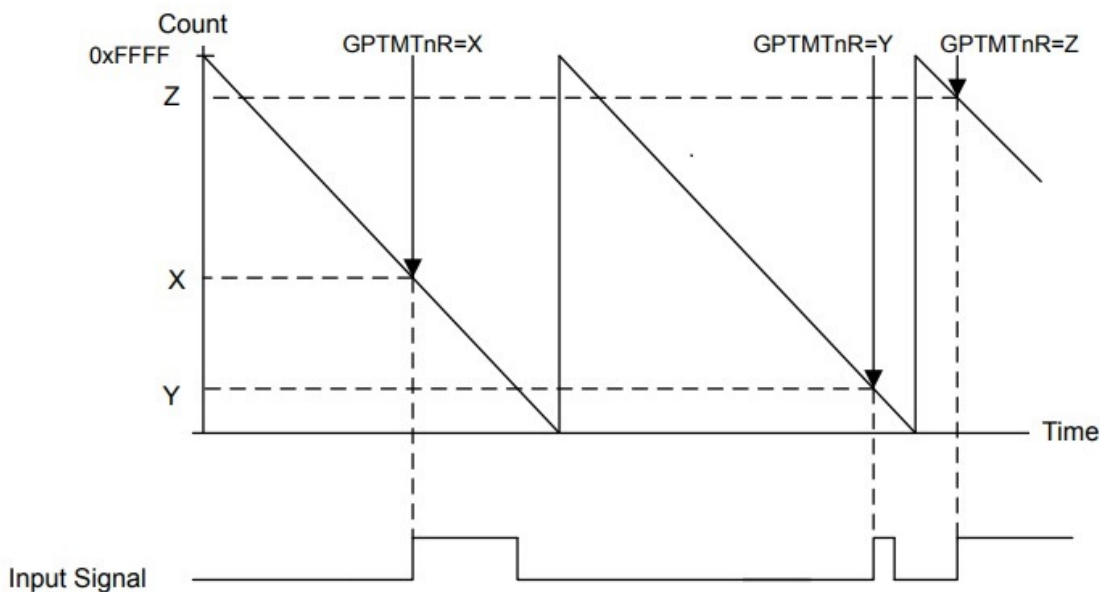 Count
0xFFFF
GPTMTnR=X
GPTMTnR=Y
GPTMTnR=Z
Z
X
Y
Time
Input Signal